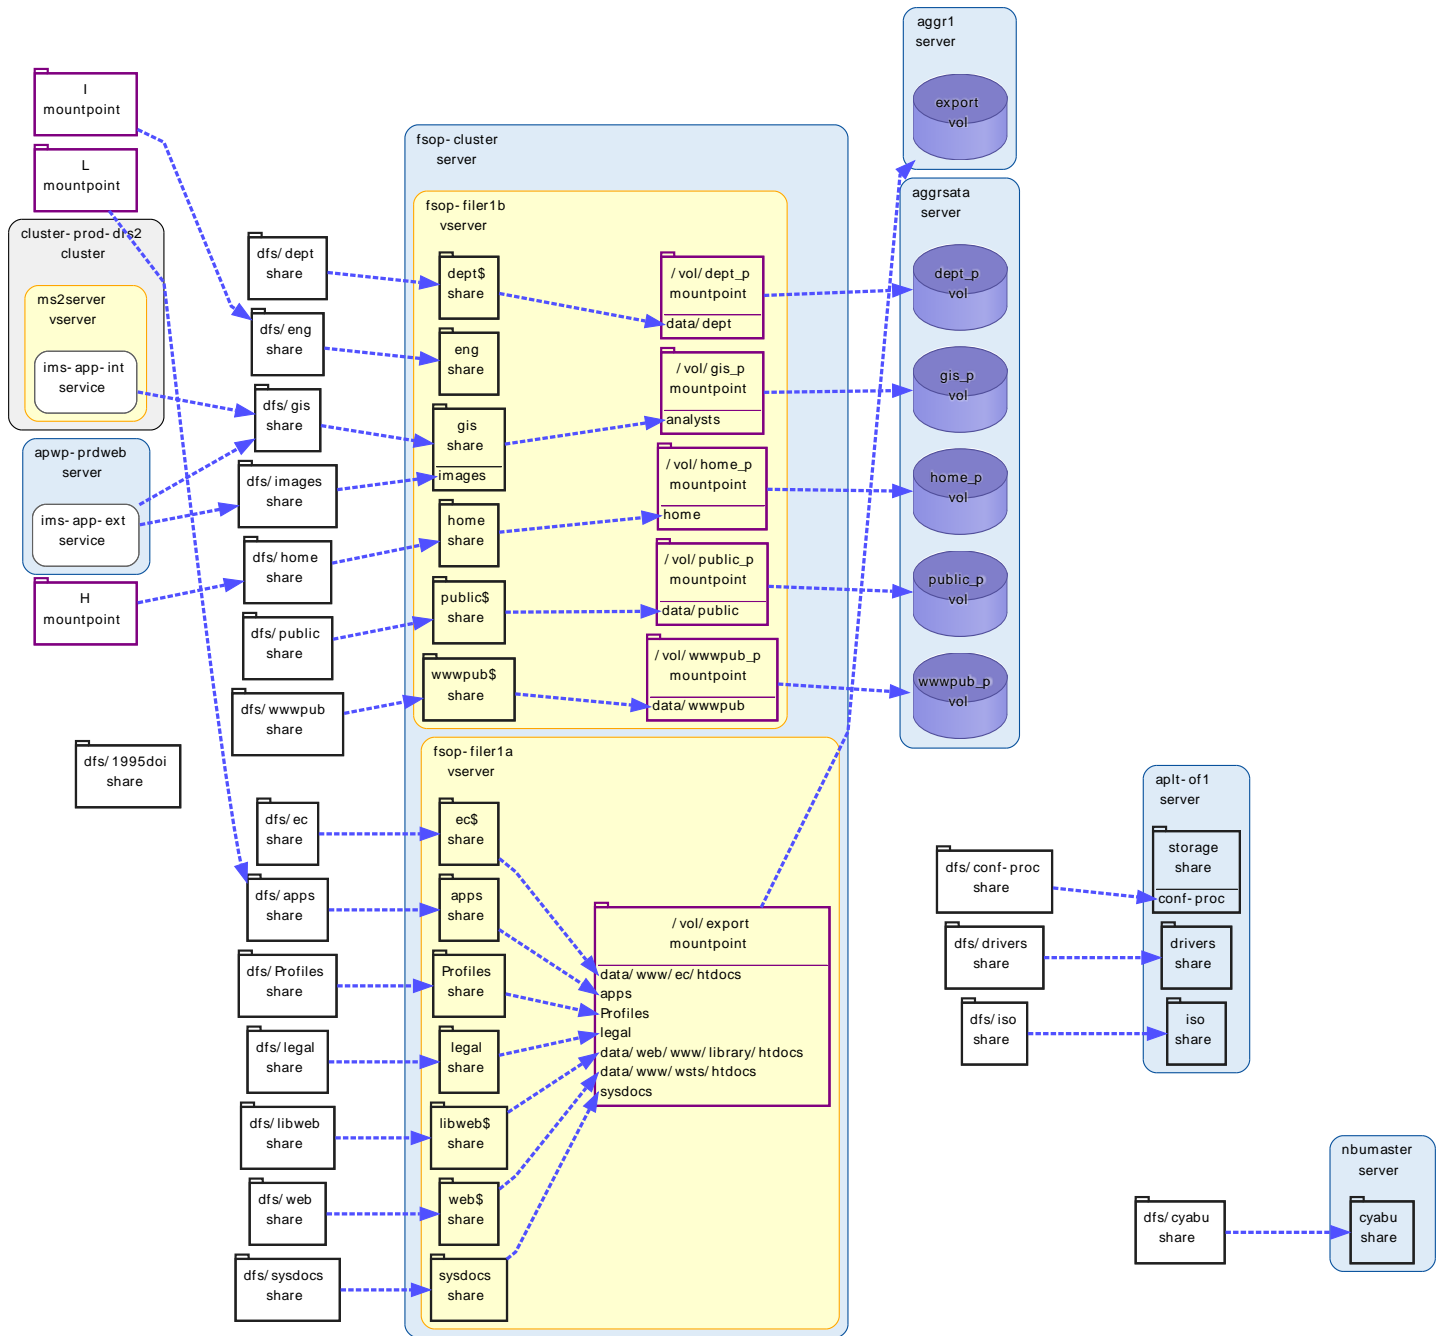 aggr1
server
export
vol
I
mountpoint
L
mountpoint
cluster-prod-dfs2
cluster
ms2server
vserver
ims-app-int
service
apwp-prdweb
server
ims-app-ext
service
H
mountpoint
dfs/1995doi
share
dfs/dept
share
dfs/eng
share
dfs/gis
share
dfs/images
share
dfs/home
share
dfs/public
share
dfs/wwwpub
share
dfs/ec
share
dfs/apps
share
dfs/Profiles
share
dfs/legal
share
dfs/libweb
share
dfs/web
share
dfs/sysdocs
share
fsop-cluster
server
fsop-filer1b
vserver
dept$
share
eng
share
gis
share
images
home
share
public$
share
wwwpub$
share
/vol/dept_p
mountpoint
data/dept
/vol/gis_p
mountpoint
analysts
/vol/home_p
mountpoint
home
/vol/public_p
mountpoint
data/public
/vol/wwwpub_p
mountpoint
data/wwwpub
fsop-filer1a
vserver
ec$
share
apps
share
Profiles
share
legal
share
libweb$
share
web$
share
sysdocs
share
/vol/export
mountpoint
data/www/ec/htdocs
apps
Profiles
legal
data/web/www/library/htdocs
data/www/wsts/htdocs
sysdocs
aggrsata
server
dept_p
vol
gis_p
vol
home_p
vol
public_p
vol
wwwpub_p
vol
dfs/conf-proc
share
dfs/drivers
share
dfs/iso
share
aplt-of1
server
storage
share
conf-proc
drivers
share
iso
share
dfs/cyabu
share
nbumaster
server
cyabu
share